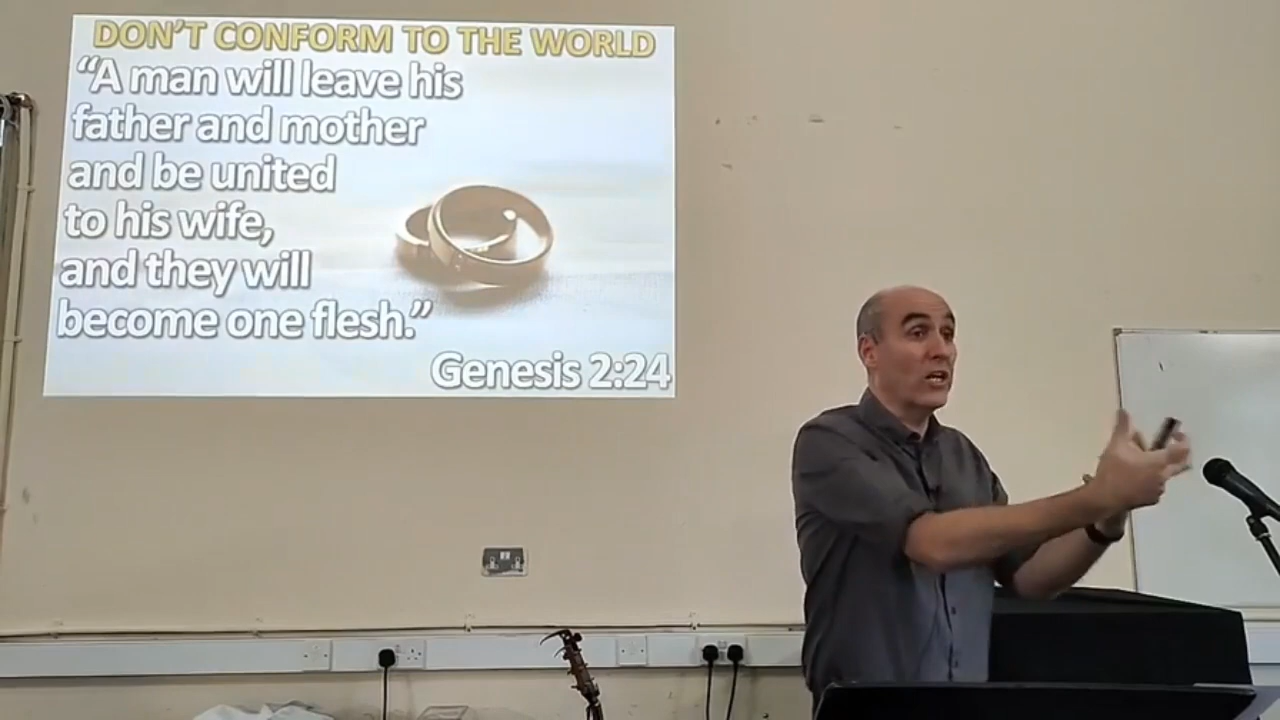 DON'T CONFORM TO THE WORLD
“A man will leave his
father and mother
and be united
to his wife,
and they will
become one flesh.”
Genesis 2:24